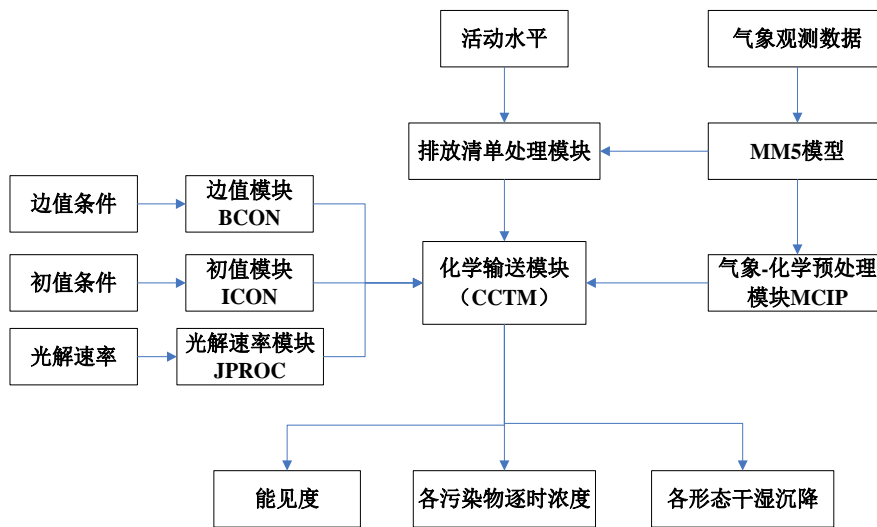 活动水平
气象观测数据
排放清单处理模块
MM5模型
边值条件
边值模块
BCON
初值条件
初值模块
ICON
化学输送模块
（CCTM）
气象-化学预处理
模块MCIP
光解速率
光解速率模块
JPROC
能见度
各污染物逐时浓度
各形态干湿沉降